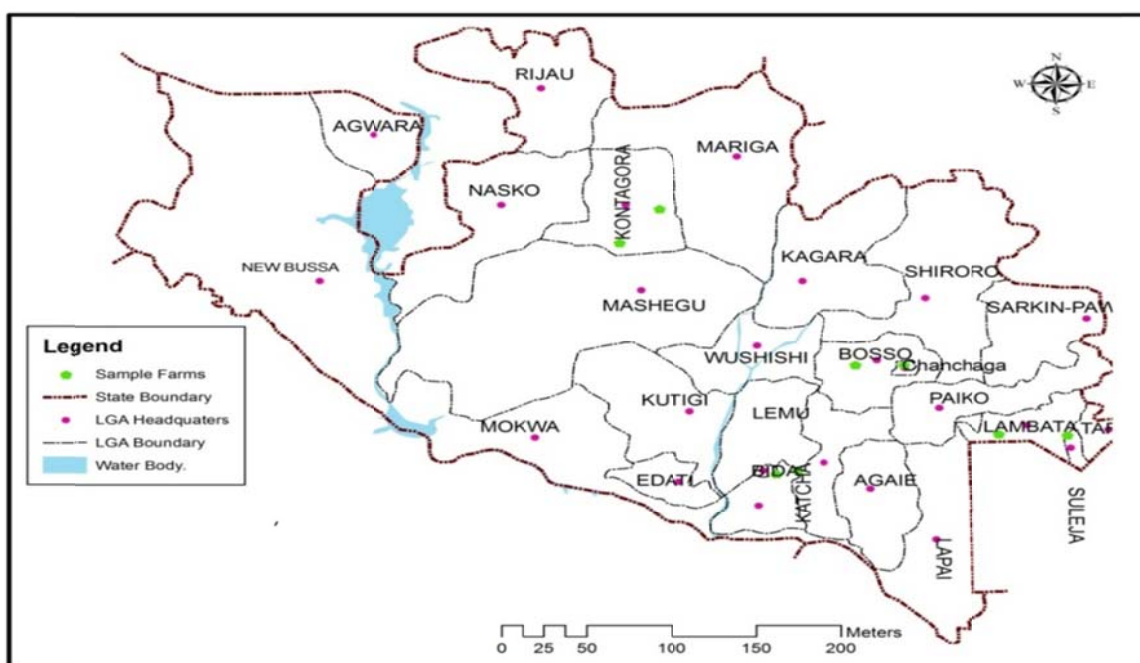 N
W E
S
RIJAU
AGWARA
MARIGA
NASKO
KONTAGORA
KAGARA
SHIRORO
NEW BUSSA
MASHEGU
SARKIN-PAW
WUSHISHI
BOSSO
Chanchaga
KUTIGI
LEMU
PAIKO
MOKWA
LAMBATA
EDATI
KATCHA
AGAIE
SULEJA
LAPAI
Legend
Sample Farms
State Boundary
LGA Headquaters
LGA Boundary
Water Body.
Meters
0 25 50 100 150 200